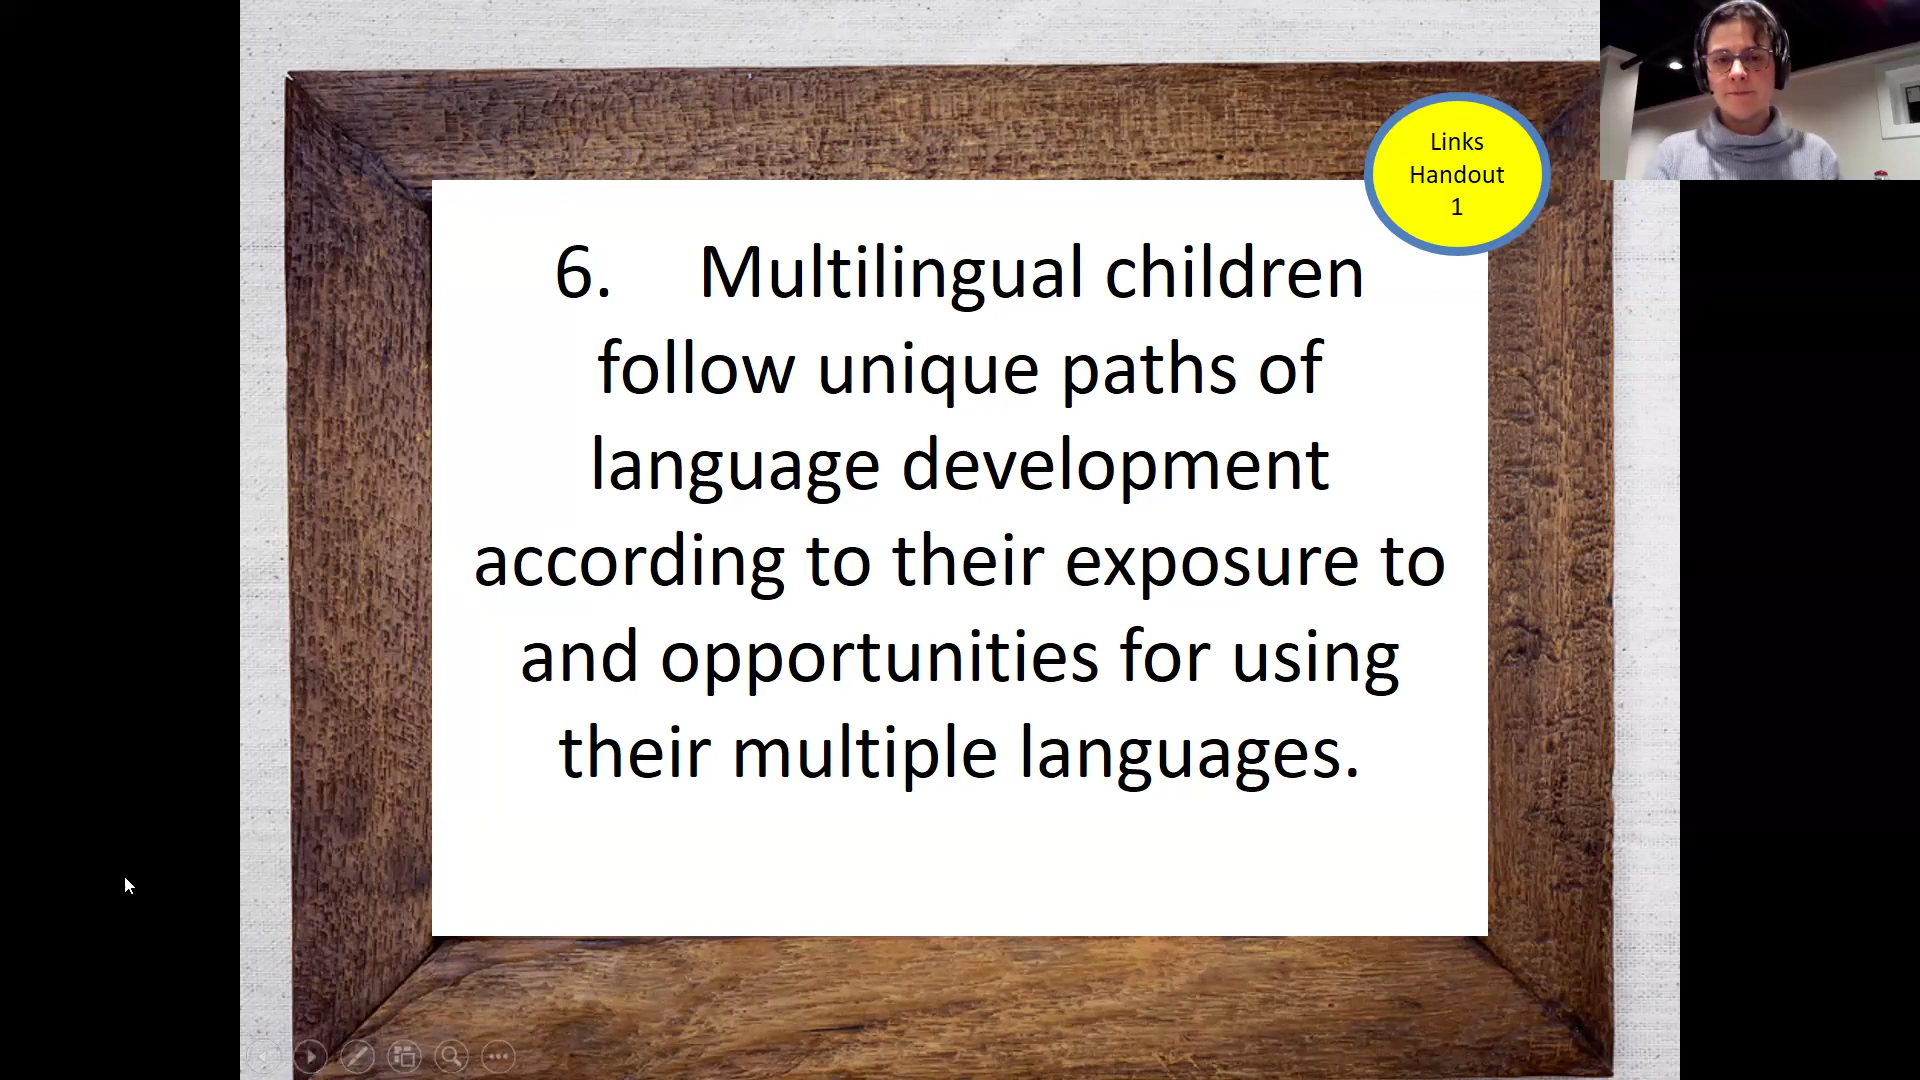 Links
Handout
1
6. Multilingual children
follow unique paths of
language development
according to their exposure to
and opportunities for using
their multiple languages.